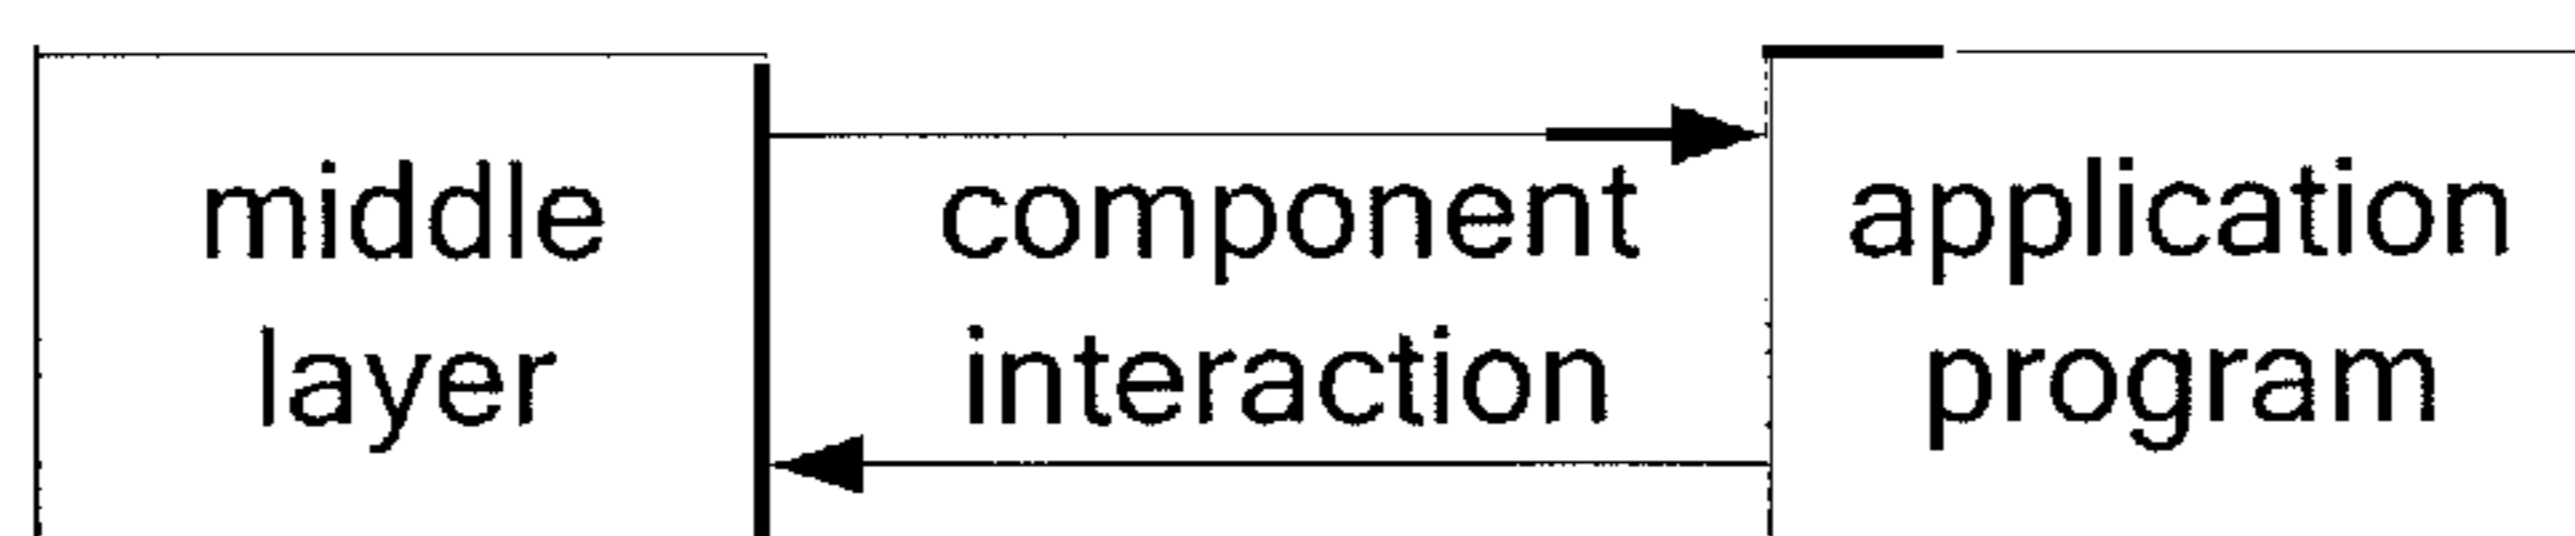 middle
layer
component
interaction
application
program